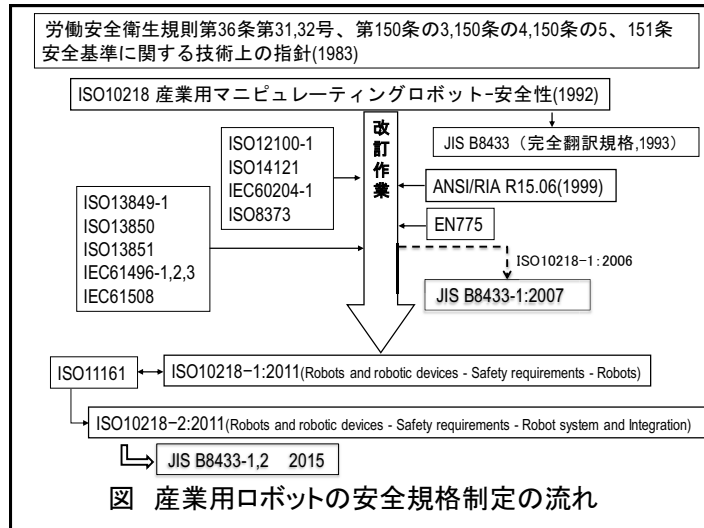 労働安全衛生規則第36条第31,32号、第150条の3,150条の4,150条の5、151条
安全基準に関する技術上の指針(1983)
ISO10218 産業用マニピュレーティングロボット-安全性(1992)
改訂作業
JIS B8433（完全翻訳規格,1993）
ISO12100-1
ISO14121
IEC60204-1
ISO8373
ANSI/RIA R15.06(1999)
ISO13849-1
ISO13850
ISO13851
IEC61496-1,2,3
IEC61508
EN775
ISO10218-1:2006
JIS B8433-1:2007
ISO11161
ISO10218-1:2011(Robots and robotic devices - Safety requirements - Robots)
ISO10218-2:2011(Robots and robotic devices - Safety requirements - Robot system and Integration)
JIS B8433-1,2 2015
図 産業用ロボットの安全規格制定の流れ